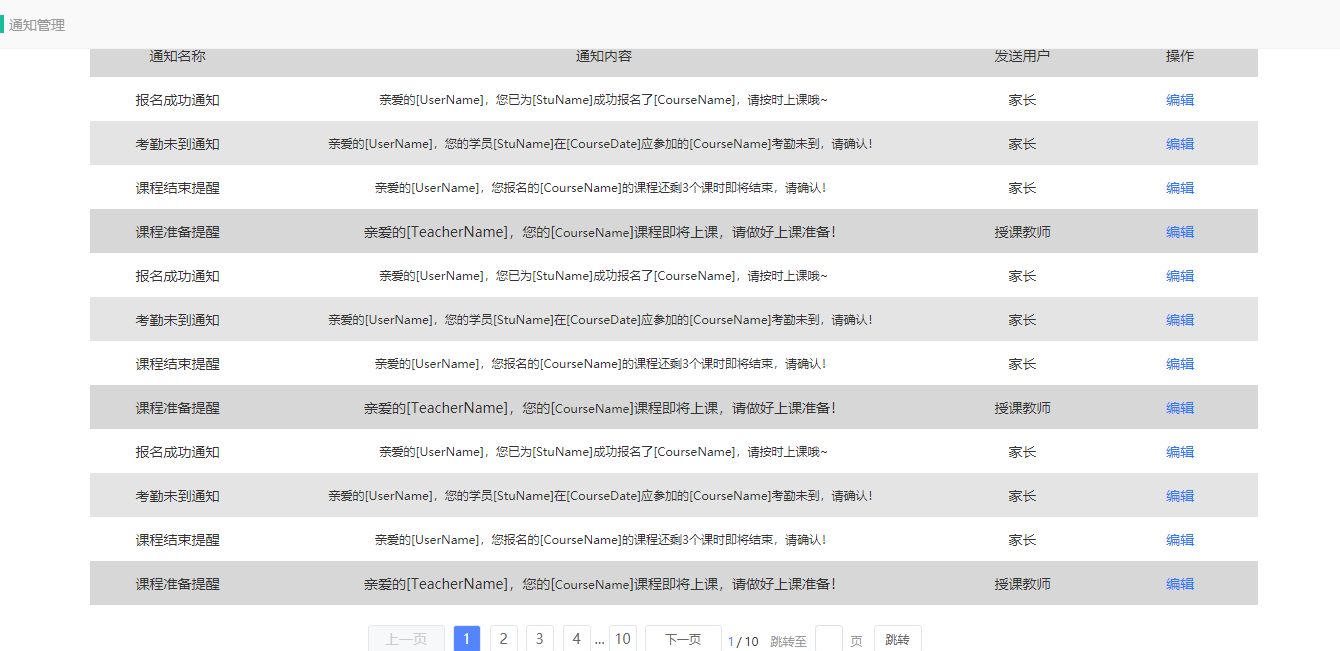 通知管理
通知名称 通知内容 发送用户 操作
报名成功通知 亲爱的[UserName]，您已为[StuName]成功报名了[CourseName]，请按时上课哦~ 家长 编辑
考勤未到通知 亲爱的[UserName]，您的学员[StuName]在[CourseDate]应参加的[CourseName]考勤未到，请确认！ 家长 编辑
课程结束提醒 亲爱的[UserName]，您报名的[CourseName]的课程还剩3个课时即将结束，请确认！ 家长 编辑
课程准备提醒 亲爱的[TeacherName]，您的[CourseName]课程即将上课，请做好上课准备！ 授课教师 编辑
报名成功通知 亲爱的[UserName]，您已为[StuName]成功报名了[CourseName]，请按时上课哦~ 家长 编辑
考勤未到通知 亲爱的[UserName]，您的学员[StuName]在[CourseDate]应参加的[CourseName]考勤未到，请确认！ 家长 编辑
课程结束提醒 亲爱的[UserName]，您报名的[CourseName]的课程还剩3个课时即将结束，请确认！ 家长 编辑
课程准备提醒 亲爱的[TeacherName]，您的[CourseName]课程即将上课，请做好上课准备！ 授课教师 编辑
报名成功通知 亲爱的[UserName]，您已为[StuName]成功报名了[CourseName]，请按时上课哦~ 家长 编辑
考勤未到通知 亲爱的[UserName]，您的学员[StuName]在[CourseDate]应参加的[CourseName]考勤未到，请确认！ 家长 编辑
课程结束提醒 亲爱的[UserName]，您报名的[CourseName]的课程还剩3个课时即将结束，请确认！ 家长 编辑
课程准备提醒 亲爱的[TeacherName]，您的[CourseName]课程即将上课，请做好上课准备！ 授课教师 编辑
上一页 1 2 3 4 ... 10 下一页 1 / 10 跳转至 页 跳转